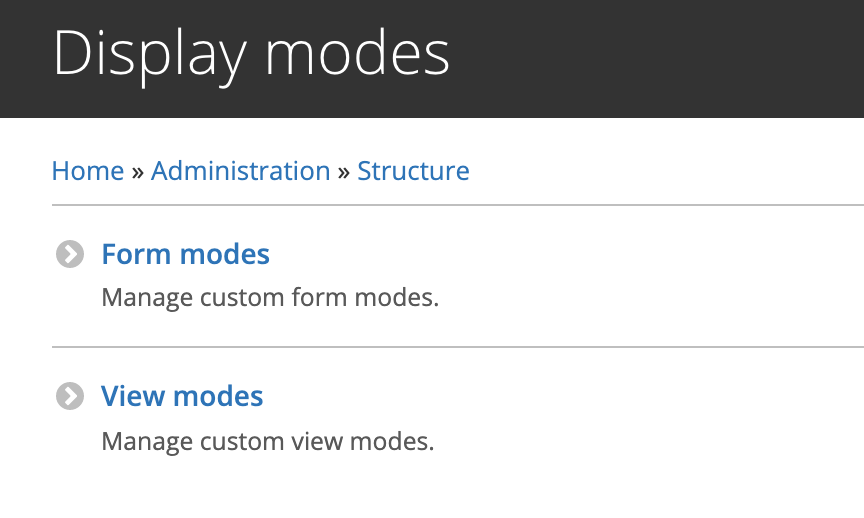 Display modes
Home » Administration » Structure
Form modes
Manage custom form modes.
View modes
Manage custom view modes.